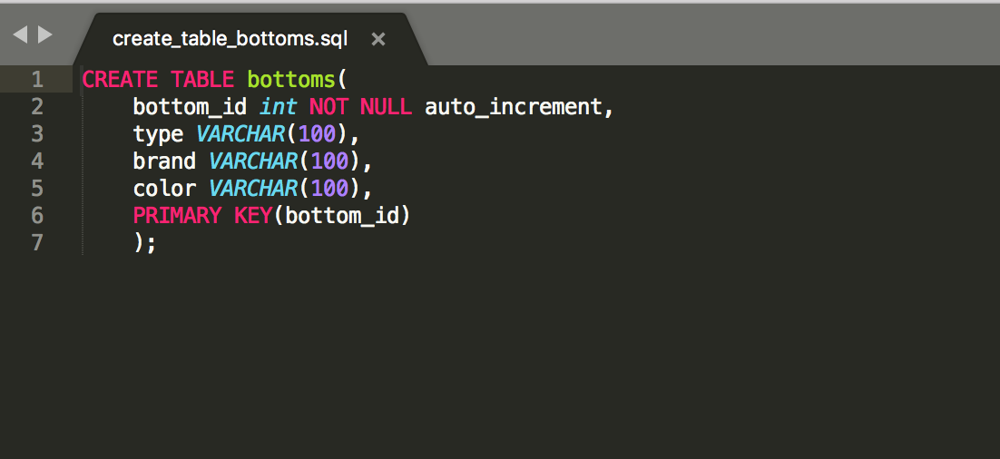 create_table_bottoms.sql ×
1 CREATE TABLE bottoms(
2 bottom_id int NOT NULL auto_increment,
3 type VARCHAR(100),
4 brand VARCHAR(100),
5 color VARCHAR(100),
6 PRIMARY KEY(bottom_id)
7 );